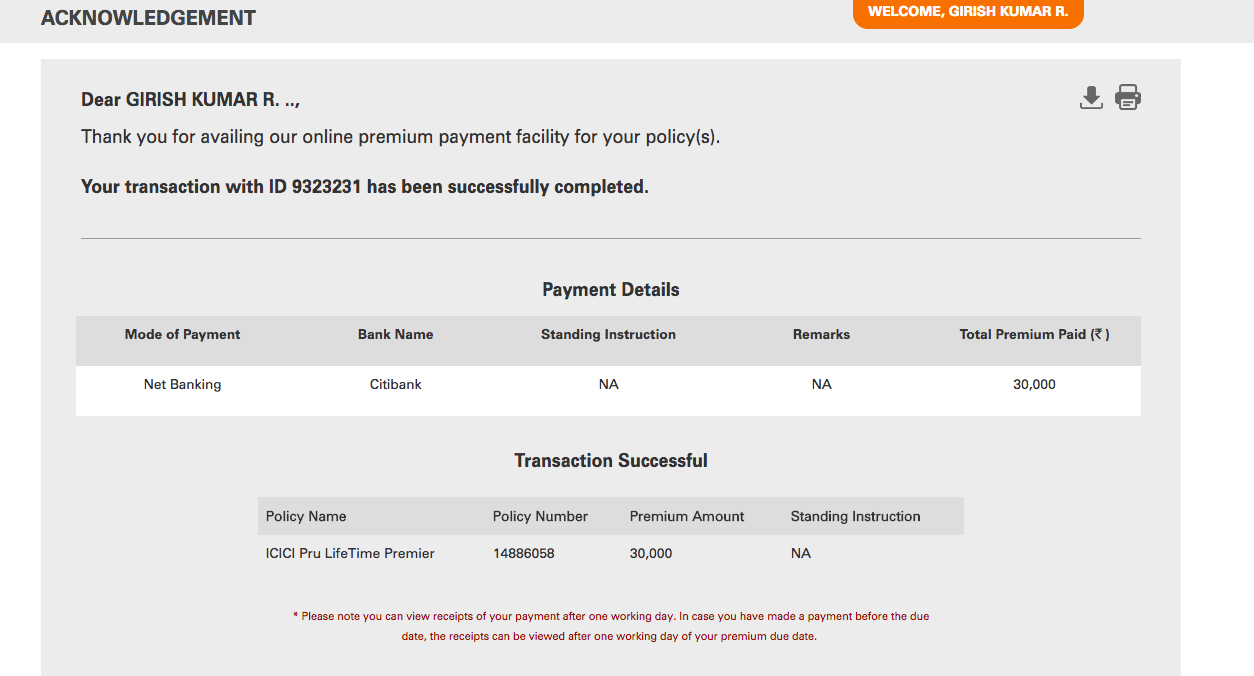 ACKNOWLEDGEMENT
WELCOME, GIRISH KUMAR R.
Dear GIRISH KUMAR R. ..,
Thank you for availing our online premium payment facility for your policy(s).
Your transaction with ID 9323231 has been successfully completed.
Payment Details
Mode of Payment Bank Name Standing Instruction Remarks Total Premium Paid (₹ )
Net Banking Citibank NA NA 30,000
Transaction Successful
Policy Name Policy Number Premium Amount Standing Instruction
ICICI Pru LifeTime Premier 14886058 30,000 NA
* Please note you can view receipts of your payment after one working day. In case you have made a payment before the due
date, the receipts can be viewed after one working day of your premium due date.